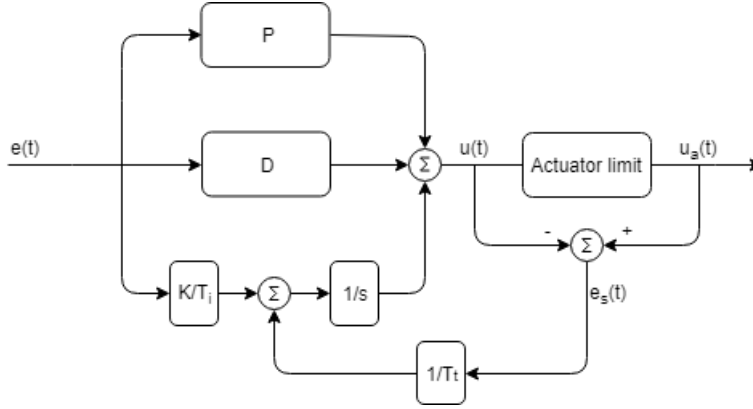 P
e(t)
D
Σ
u(t)
Actuator limit
uₐ(t)
-
Σ
+
K/Tᵢ
Σ
1/s
eₛ(t)
1/Tₜ